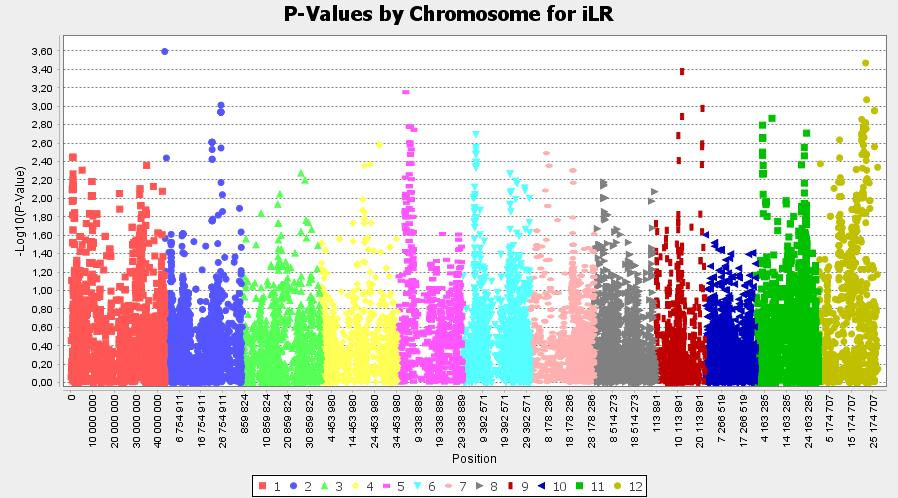 P-Values by Chromosome for iLR
-Log10(P-Value)
3,60
3,40
3,20
3,00
2,80
2,60
2,40
2,20
2,00
1,80
1,60
1,40
1,20
1,00
0,80
0,60
0,40
0,20
0,00
0
10 000 000
20 000 000
30 000 000
40 000 000
6 754 911
16 754 911
26 754 911
859 824
10 859 824
20 859 824
30 859 824
4 453 980
14 453 980
24 453 980
34 453 980
9 338 889
19 338 889
29 338 889
9 392 571
19 392 571
29 392 571
8 178 286
18 178 286
28 178 286
8 514 273
18 514 273
113 891
10 113 891
20 113 891
7 266 519
17 266 519
4 163 285
14 163 285
24 163 285
5 174 707
15 174 707
25 174 707
Position
1 2 3 4 5 6 7 8 9 10 11 12